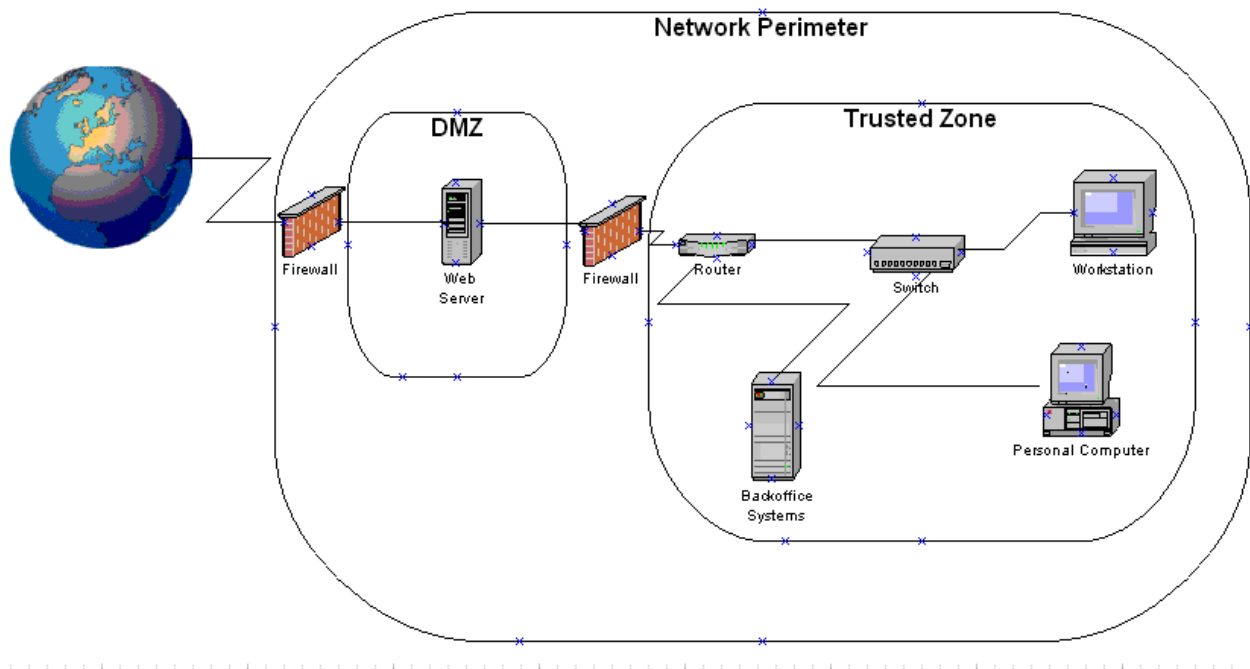 Network Perimeter
DMZ
Trusted Zone
Firewall
Web
Server
Firewall
Router
Switch
Workstation
Backoffice
Systems
Personal Computer